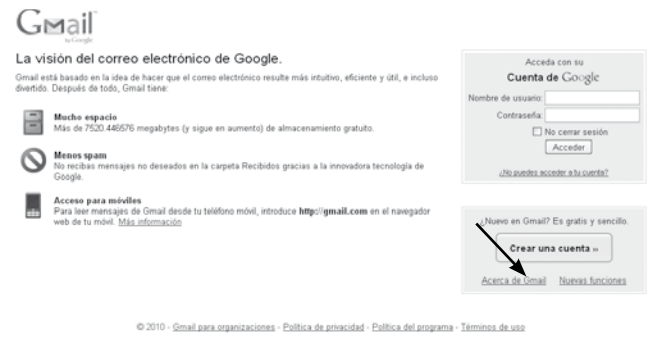 Gmail
by Google
La visión del correo electrónico de Google.
Gmail está basado en la idea de hacer que el correo electrónico resulte más intuitivo, eficiente y útil, e incluso
divertido. Después de todo, Gmail tiene:
Mucho espacio
Más de 7520.446576 megabytes (y sigue en aumento) de almacenamiento gratuito.
Menos spam
No recibas mensajes no deseados en la carpeta Recibidos gracias a la innovadora tecnología de
Google.
Acceso para móviles
Para leer mensajes de Gmail desde tu teléfono móvil, introduce http://gmail.com en el navegador
web de tu móvil. Más información
Acceda con su
Cuenta de Google
Nombre de usuario:
Contraseña:
No cerrar sesión
Acceder
¿No puedes acceder a tu cuenta?
¿Nuevo en Gmail? Es gratis y sencillo.
Crear una cuenta »
Acerca de Gmail Nuevas funciones
© 2010 - Gmail para organizaciones - Política de privacidad - Política del programa - Términos de uso